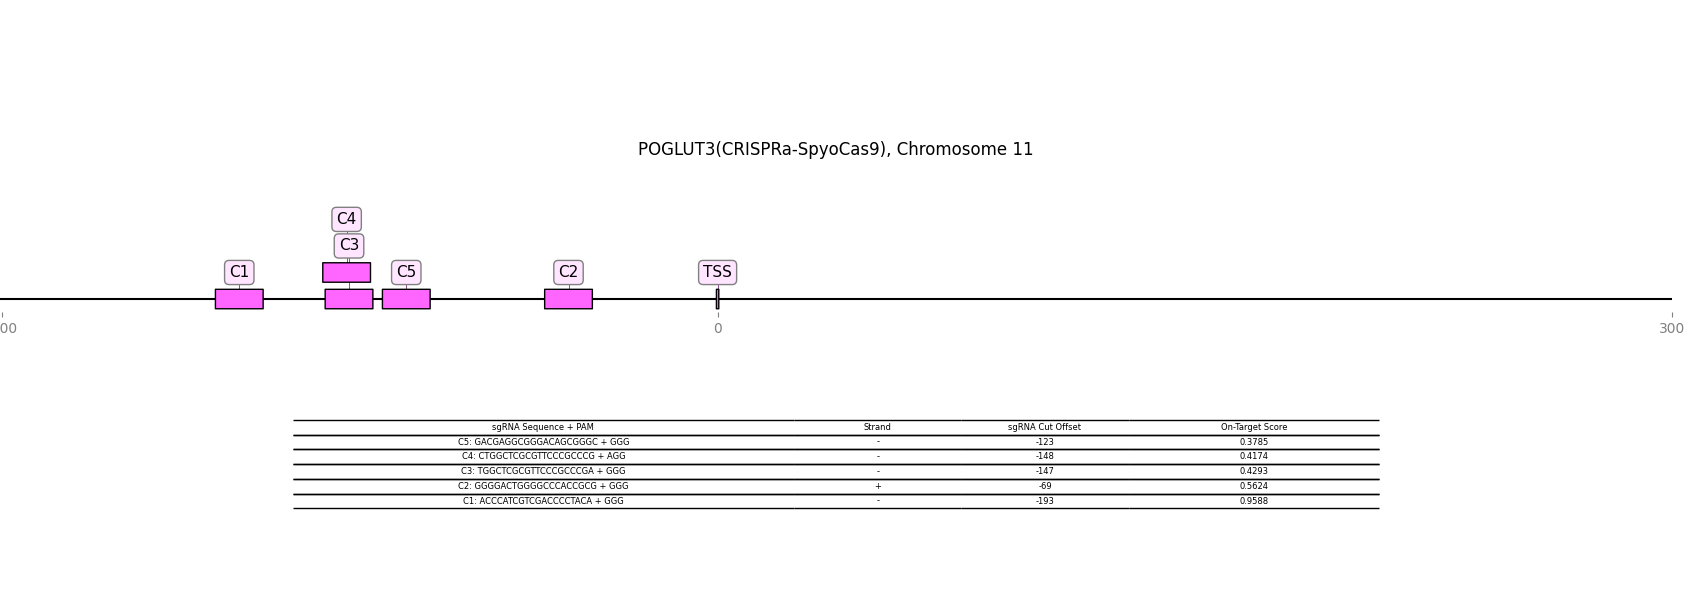 POGLUT3(CRISPRa-SpyoCas9), Chromosome 11
C4
C3
C1
C5
C2
TSS
00
0
300
sgRNA Sequence + PAM Strand sgRNA Cut Offset On-Target Score
C5: GACGAGGCGGGACAGCGGGC + GGG - -123 0.3785
C4: CTGGCTCGCGTTCCCGCCCG + AGG - -148 0.4174
C3: TGGCTCGCGTTCCCGCCCGA + GGG - -147 0.4293
C2: GGGGACTGGGGCCCACCGCG + GGG + -69 0.5624
C1: ACCCATCGTCGACCCCTACA + GGG - -193 0.9588